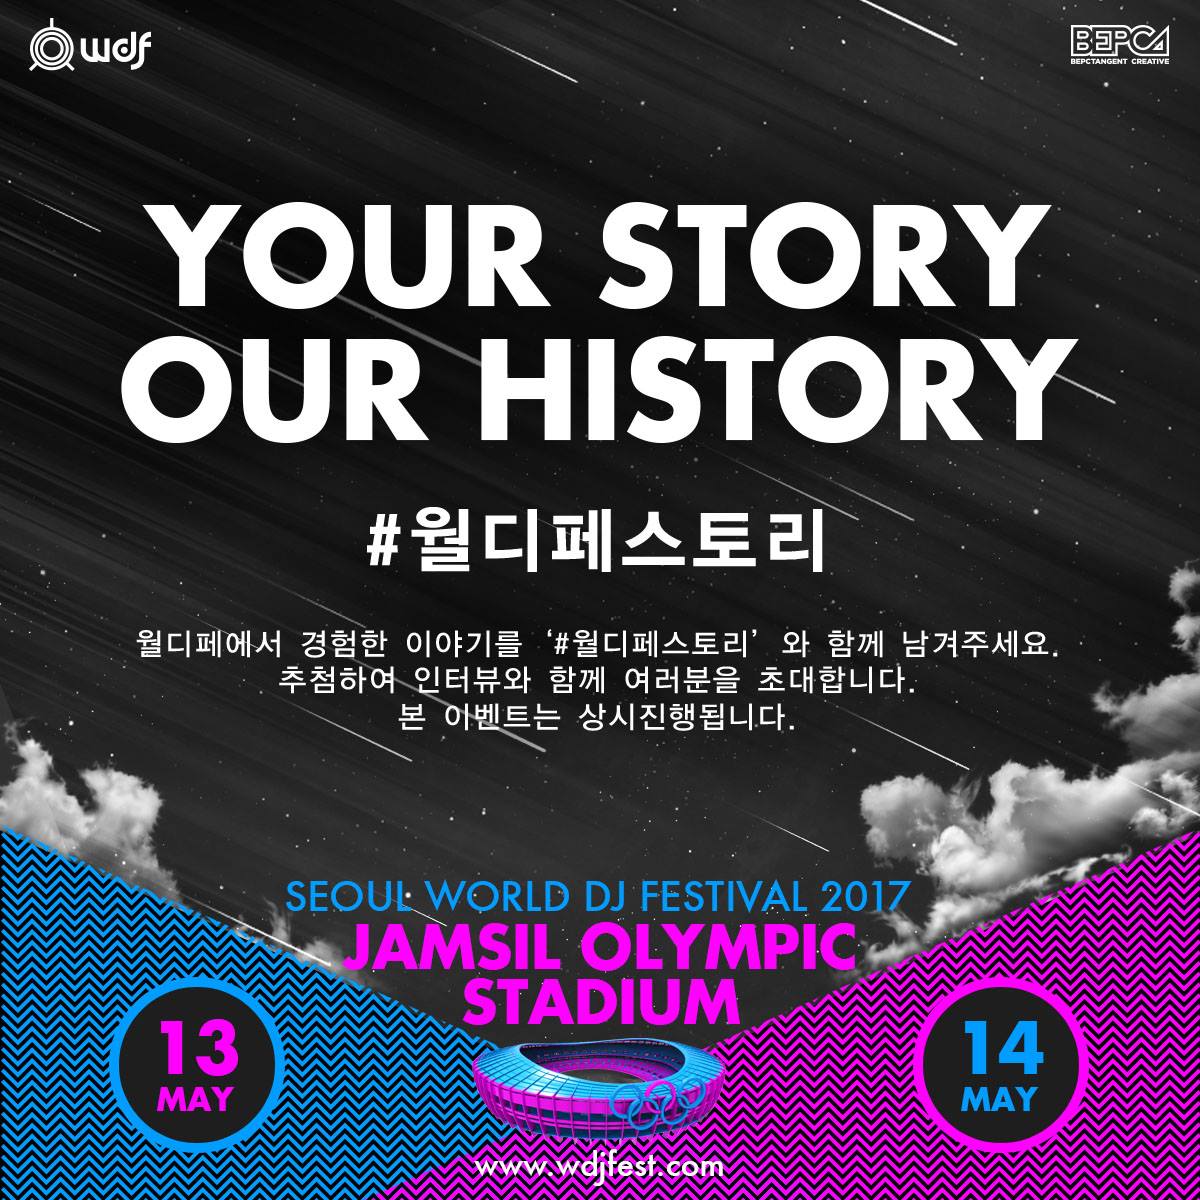 wdf
BEPCA
BEPCTANGENT CREATIVE
YOUR STORY
OUR HISTORY
#월디페스토리
월디페에서 경험한 이야기를 ‘#월디페스토리’ 와 함께 남겨주세요.
추첨하여 인터뷰와 함께 여러분을 초대합니다.
본 이벤트는 상시진행됩니다.
SEOUL WORLD DJ FESTIVAL 2017
JAMSIL OLYMPIC
STADIUM
13
MAY
14
MAY
www.wdjfest.com